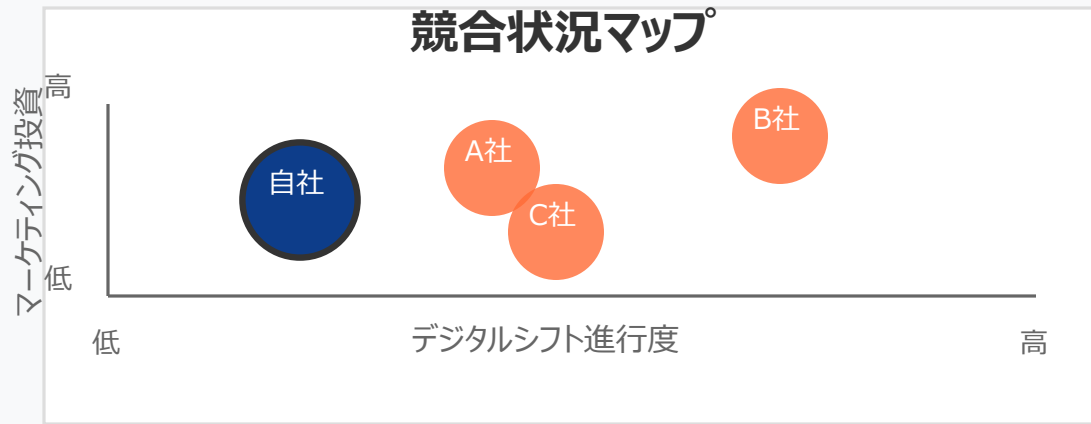 競合状況マップ
マーケティング投資
高
低
自社
A社
B社
C社
低
デジタルシフト進行度
高